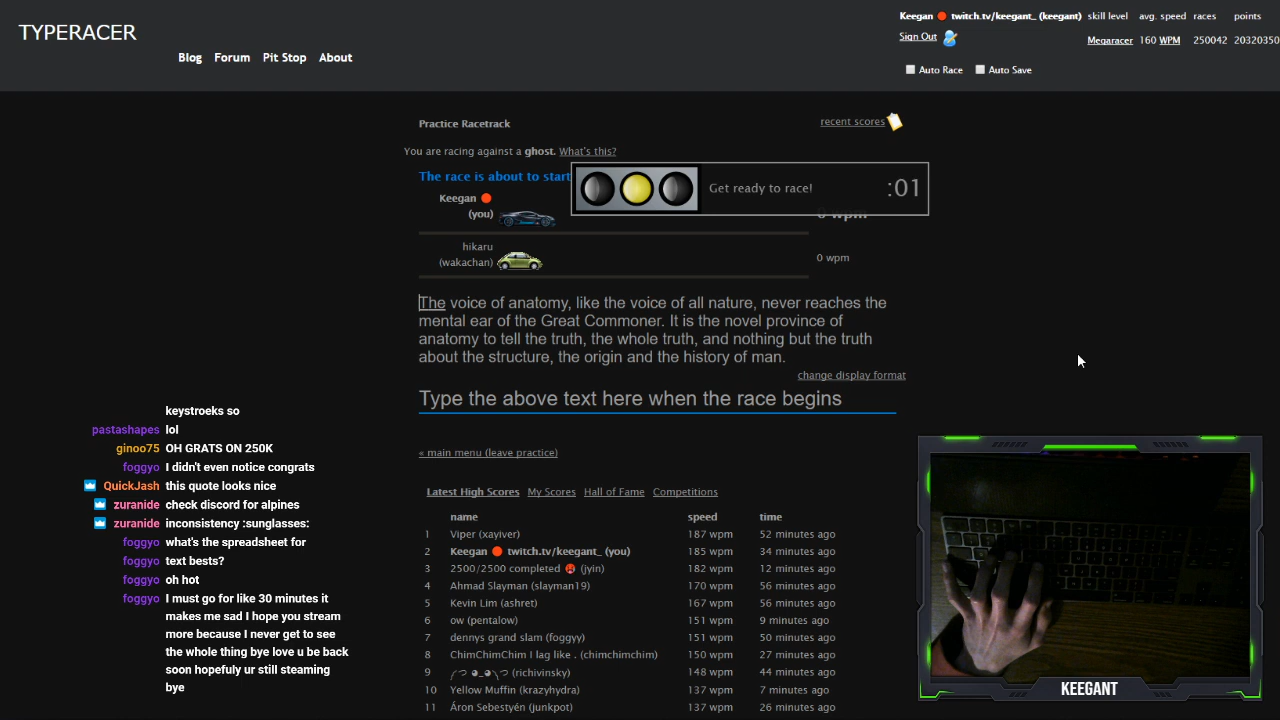 TYPERACER
Blog Forum Pit Stop About
Keegan twitch.tv/keegant_ (keegant) skill level avg. speed races points
Sign Out Megaracer 160 WPM 250042 20320350
Auto Race Auto Save
Practice Racetrack
recent scores
You are racing against a ghost. What's this?
The race is about to start
Get ready to race! :01
Keegan
(you)
0 wpm
hikaru
(wakachan) 0 wpm
The voice of anatomy, like the voice of all nature, never reaches the
mental ear of the Great Commoner. It is the novel province of
anatomy to tell the truth, the whole truth, and nothing but the truth
about the structure, the origin and the history of man.
change display format
Type the above text here when the race begins
« main menu (leave practice)
Latest High Scores My Scores Hall of Fame Competitions
name speed time
1 Viper (xayiver) 187 wpm 52 minutes ago
2 Keegan twitch.tv/keegant_ (you) 185 wpm 34 minutes ago
3 2500/2500 completed (jyin) 182 wpm 12 minutes ago
4 Ahmad Slayman (slayman19) 170 wpm 56 minutes ago
5 Kevin Lim (ashret) 167 wpm 56 minutes ago
6 ow (pentalow) 151 wpm 9 minutes ago
7 dennys grand slam (foggyy) 151 wpm 50 minutes ago
8 ChimChimChim I lag like . (chimchimchim) 150 wpm 27 minutes ago
9 (richivinsky) 148 wpm 44 minutes ago
10 Yellow Muffin (krazyhydra) 137 wpm 7 minutes ago
11 Áron Sebestyén (junkpot) 137 wpm 26 minutes ago
keystroeks so
pastashapes lol
ginoo75 OH GRATS ON 250K
foggyo I didn't even notice congrats
QuickJash this quote looks nice
zuranide check discord for alpines
zuranide inconsistency :sunglasses:
foggyo what's the spreadsheet for
foggyo text bests?
foggyo oh hot
foggyo I must go for like 30 minutes it
makes me sad I hope you stream
more because I never get to see
the whole thing bye love u be back
soon hopefuly ur still steaming
bye
KEEGANT